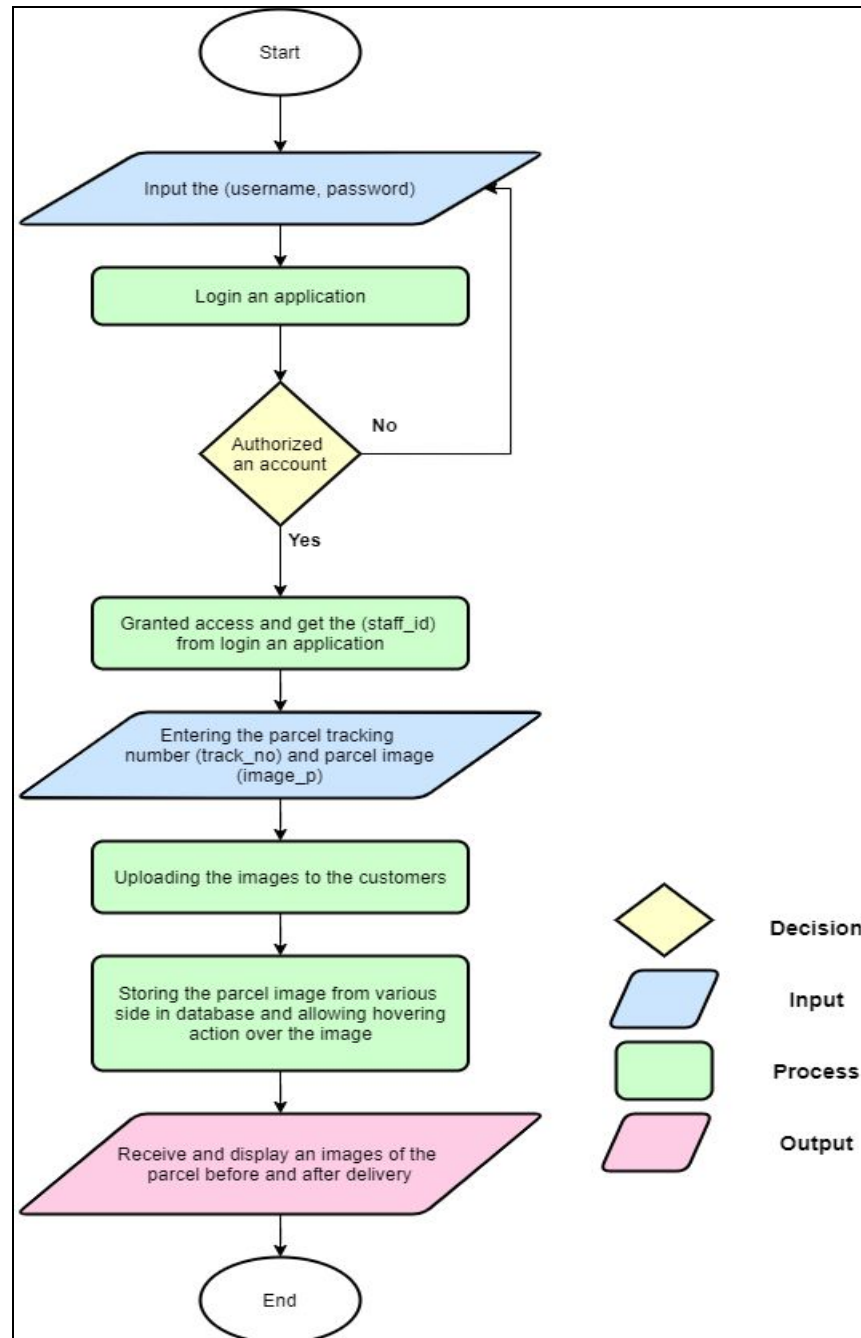 Start
Input the (username, password)
Login an application
Authorized
an account
No
Yes
Granted access and get the (staff_id)
from login an application
Entering the parcel tracking
number (track_no) and parcel image
(image_p)
Uploading the images to the customers
Storing the parcel image from various
side in database and allowing hovering
action over the image
Receive and display an images of the
parcel before and after delivery
End
Decision
Input
Process
Output